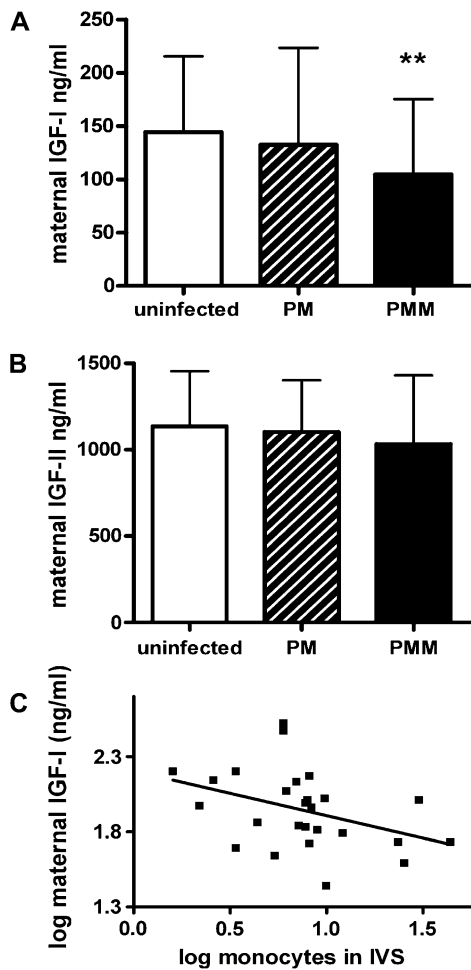 A
maternal IGF-I ng/ml
250
200
150
100
50
0
**
uninfected PM PMM
B
maternal IGF-II ng/ml
1500
1000
500
0
uninfected PM PMM
C
log maternal IGF-I (ng/ml)
2.3
1.8
1.3
0.0 0.5 1.0 1.5
log monocytes in IVS